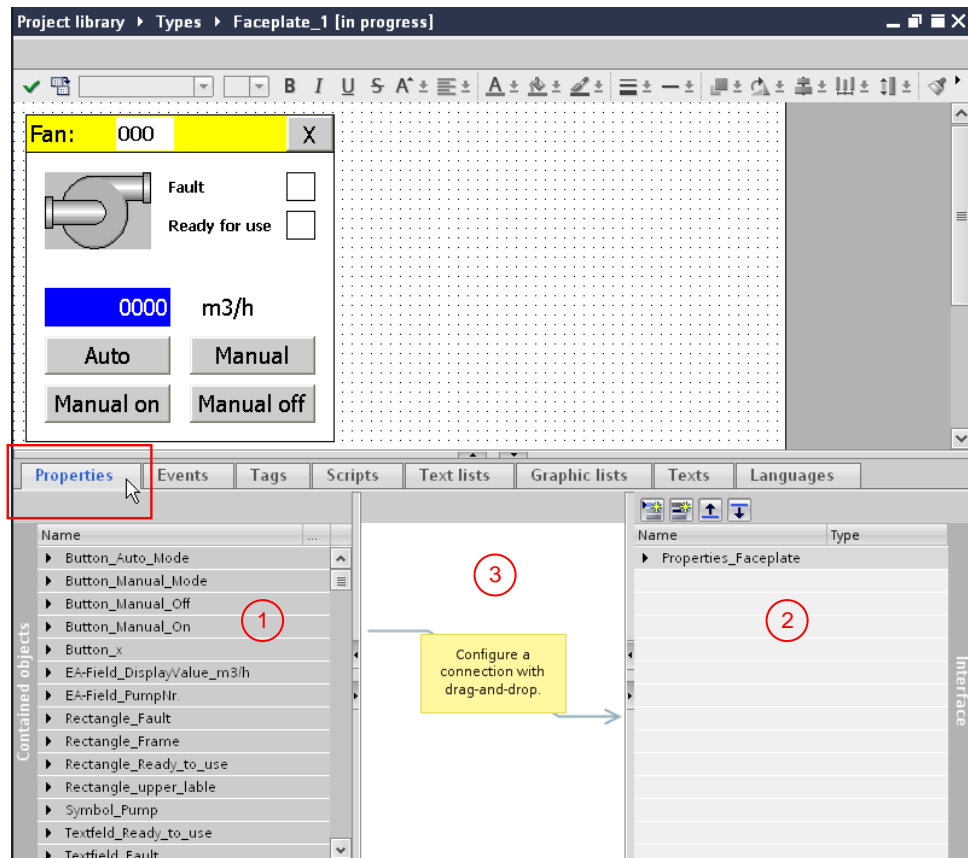 Project library ▸ Types ▸ Faceplate_1 [in progress]
B I U S A A
Fan: 000 X
Fault
Ready for use
0000 m3/h
Auto Manual
Manual on Manual off
Properties Events Tags Scripts Text lists Graphic lists Texts Languages
Name ...
Button_Auto_Mode
Button_Manual_Mode
Button_Manual_Off
Button_Manual_On
Button_x
EA-Field_DisplayValue_m3/h
EA-Field_PumpNr.
Rectangle_Fault
Rectangle_Frame
Rectangle_Ready_to_use
Rectangle_upper_lable
Symbol_Pump
Textfeld_Ready_to_use
Textfield_Fault
Contained objects
1
3
Configure a
connection with
drag-and-drop.
Name Type
Properties_Faceplate
2
Interface